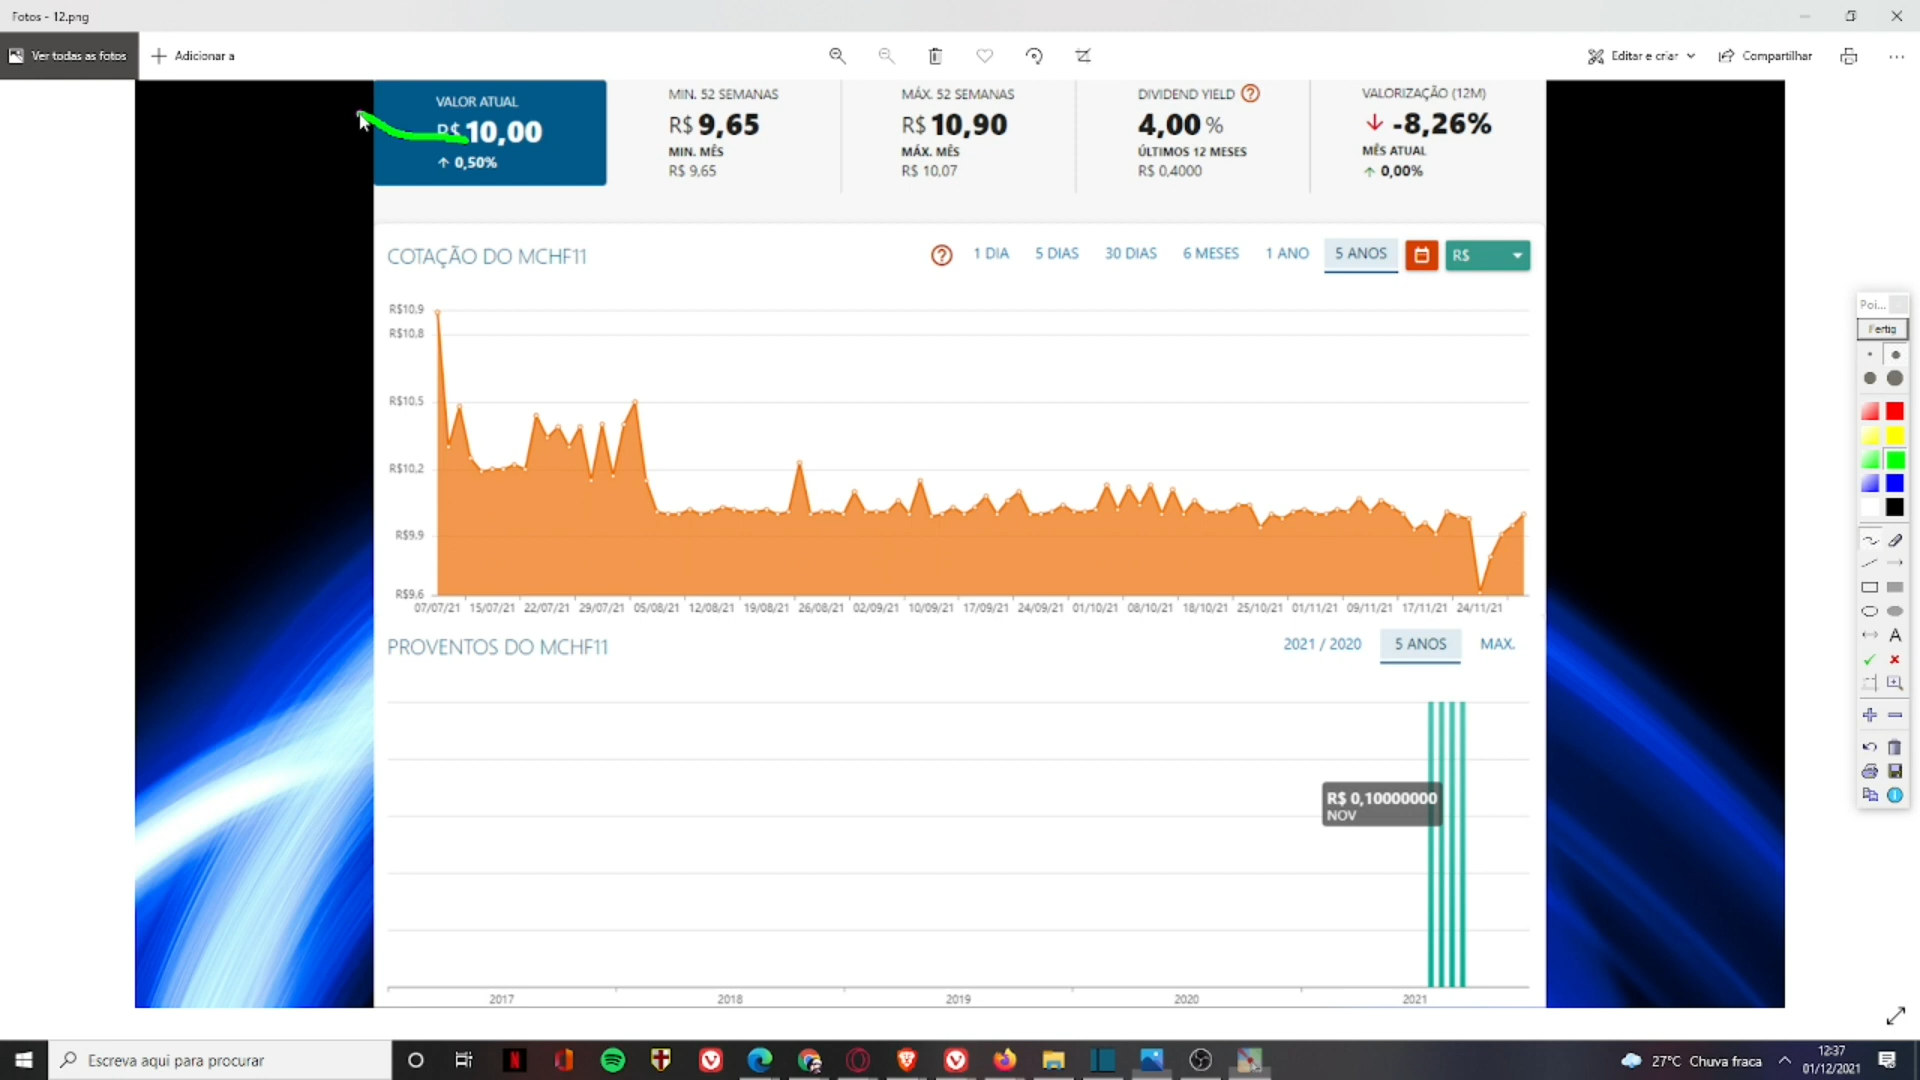 Fotos - 12.png
Ver todas as fotos
Adicionar a
Editar e criar
Compartilhar
VALOR ATUAL
R$ 10,00
↑ 0,50%
MIN. 52 SEMANAS
R$ 9,65
MIN. MÊS
R$ 9,65
MÁX. 52 SEMANAS
R$ 10,90
MÁX. MÊS
R$ 10,07
DIVIDEND YIELD ?
4,00 %
ÚLTIMOS 12 MESES
R$ 0,4000
VALORIZAÇÃO (12M)
↓ -8,26%
MÊS ATUAL
↑ 0,00%
COTAÇÃO DO MCHF11
? 1 DIA 5 DIAS 30 DIAS 6 MESES 1 ANO 5 ANOS R$
R$10.9
R$10.8
R$10.5
R$10.2
R$9.9
R$9.6
07/07/21 15/07/21 22/07/21 29/07/21 05/08/21 12/08/21 19/08/21 26/08/21 02/09/21 10/09/21 17/09/21 24/09/21 01/10/21 08/10/21 18/10/21 25/10/21 01/11/21 09/11/21 17/11/21 24/11/21
PROVENTOS DO MCHF11
2021 / 2020 5 ANOS MAX.
R$ 0,10000000
NOV
2017 2018 2019 2020 2021
Poi...
Fertig
A
Escreva aqui para procurar
27°C Chuva fraca
12:37
01/12/2021